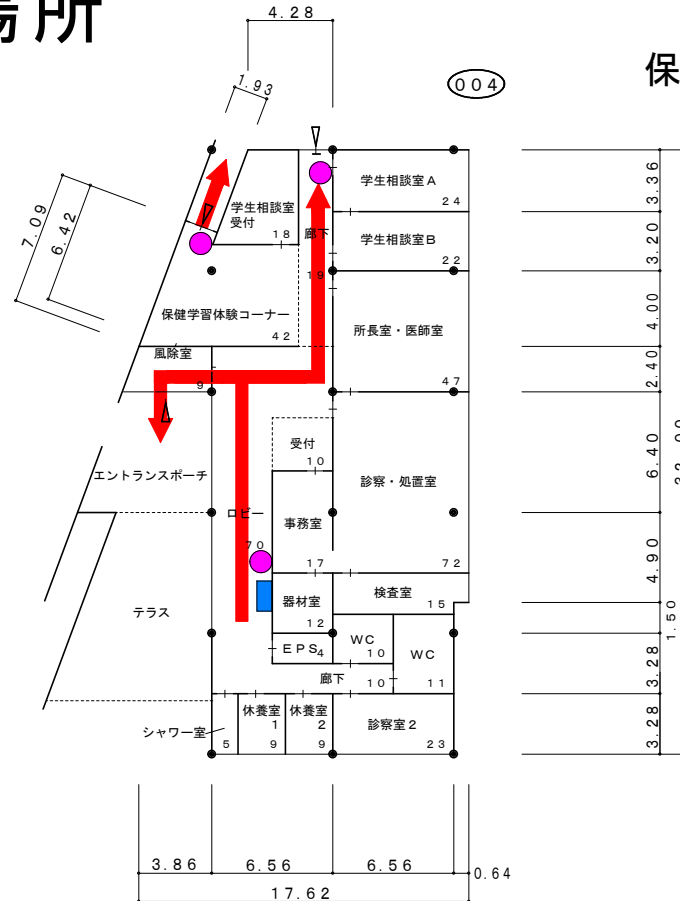 場所
4.28
1.93
004
保
学生相談室A
24
3.36
学生相談室
受付
18
廊下
学生相談室B
22
3.20
7.09
6.42
19
保健学習体験コーナー
42
所長室・医師室
47
4.00
風除室
9
2.40
受付
10
エントランスポーチ
診察・処置室
72
6.40
ロビー
70
事務室
17
4.90
検査室
15
器材室
12
テラス
1.50
WC
10
EPS
4
WC
11
3.28
廊下
10
休養室
1
9
休養室
2
9
シャワー室
5
診察室2
23
3.28
3.86
6.56
6.56
0.64
17.62